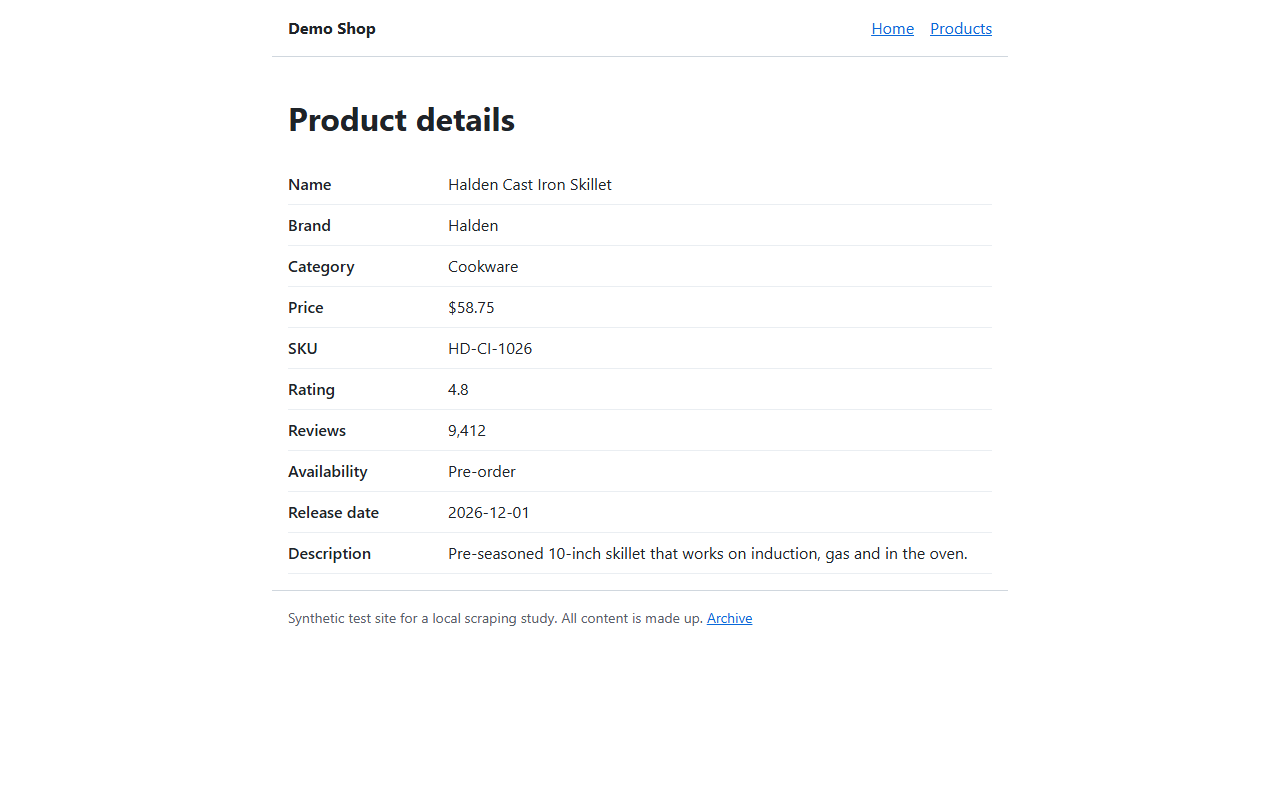 Demo Shop Home Products
Product details
Name Halden Cast Iron Skillet
Brand Halden
Category Cookware
Price $58.75
SKU HD-CI-1026
Rating 4.8
Reviews 9,412
Availability Pre-order
Release date 2026-12-01
Description Pre-seasoned 10-inch skillet that works on induction, gas and in the oven.
Synthetic test site for a local scraping study. All content is made up. Archive